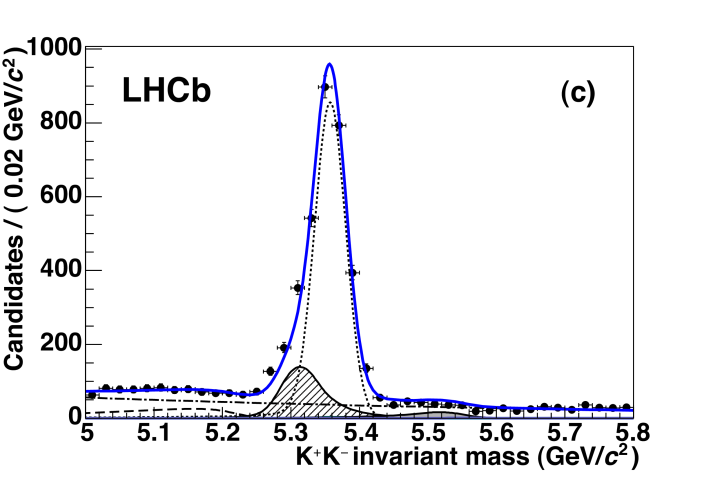 1000
LHCb
(c)
800
600
400
200
0
Candidates / ( 0.02 GeV/c²)
5 5.1 5.2 5.3 5.4 5.5 5.6 5.7 5.8
K⁺K⁻ invariant mass (GeV/c²)